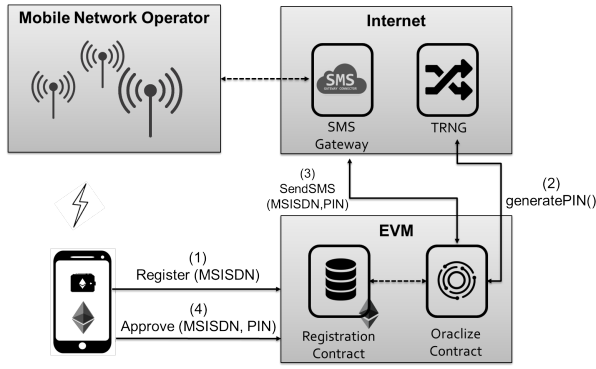 Mobile Network Operator
Internet
SMS
GATEWAY CONNECTOR
SMS
Gateway
TRNG
(3)
SendSMS
(MSISDN,PIN)
(2)
generatePIN()
EVM
(1)
Register (MSISDN)
(4)
Approve (MSISDN, PIN)
Registration
Contract
Oraclize
Contract